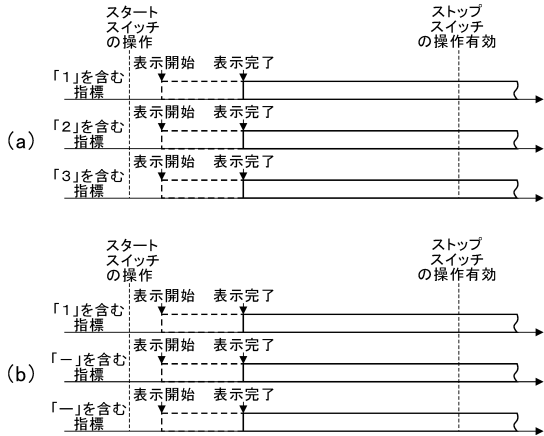 スタート
スイッチ
の操作
ストップ
スイッチ
の操作有効
表示開始 表示完了
「1」を含む
指標
表示開始 表示完了
(a)
「2」を含む
指標
表示開始 表示完了
「3」を含む
指標
スタート
スイッチ
の操作
ストップ
スイッチ
の操作有効
表示開始 表示完了
「1」を含む
指標
表示開始 表示完了
(b)
「－」を含む
指標
表示開始 表示完了
「－」を含む
指標